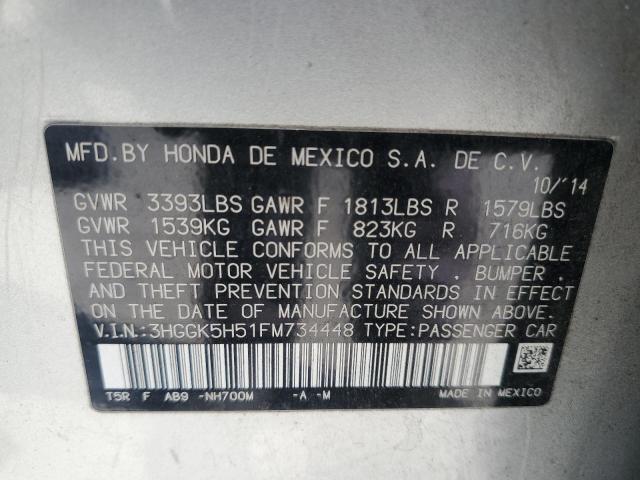 MFD.BY HONDA DE MEXICO S.A. DE C.V.
10/'14
GVWR 3393LBS GAWR F 1813LBS R 1579LBS
GVWR 1539KG GAWR F 823KG R. 716KG
THIS VEHICLE CONFORMS TO ALL APPLICABLE
FEDERAL MOTOR VEHICLE SAFETY , BUMPER ,
AND THEFT PREVENTION STANDARDS IN EFFECT
ON THE DATE OF MANUFACTURE SHOWN ABOVE.
V.I.N.:3HGGK5H51FM734448 TYPE:PASSENGER CAR
T5R F AB9 -NH700M -A -M MADE IN MEXICO